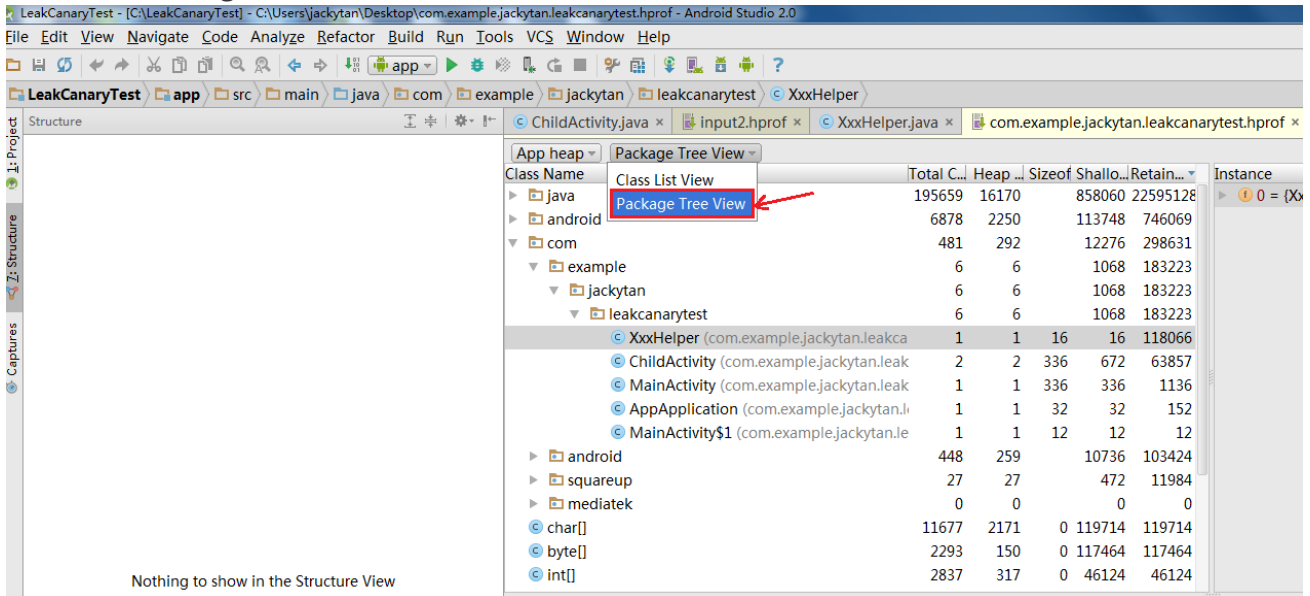 LeakCanaryTest - [C:\LeakCanaryTest] - C:\Users\jackytan\Desktop\com.example.jackytan.leakcanarytest.hprof - Android Studio 2.0
File Edit View Navigate Code Analyze Refactor Build Run Tools VCS Window Help
app
LeakCanaryTest app src main java com example jackytan leakcanarytest XxxHelper
1: Project
7: Structure
Captures
Structure
Nothing to show in the Structure View
ChildActivity.java × input2.hprof × XxxHelper.java × com.example.jackytan.leakcanarytest.hprof ×
App heap Package Tree View
Class List View
Package Tree View
Class Name Total C... Heap ... Sizeof Shallo... Retain... Instance
java 195659 16170 858060 22595128 0 = {Xx
android 6878 2250 113748 746069
com 481 292 12276 298631
example 6 6 1068 183223
jackytan 6 6 1068 183223
leakcanarytest 6 6 1068 183223
XxxHelper (com.example.jackytan.leakca 1 1 16 16 118066
ChildActivity (com.example.jackytan.leak 2 2 336 672 63857
MainActivity (com.example.jackytan.leak 1 1 336 336 1136
AppApplication (com.example.jackytan.l 1 1 32 32 152
MainActivity$1 (com.example.jackytan.le 1 1 12 12 12
android 448 259 10736 103424
squareup 27 27 472 11984
mediatek 0 0 0 0
char[] 11677 2171 0 119714 119714
byte[] 2293 150 0 117464 117464
int[] 2837 317 0 46124 46124